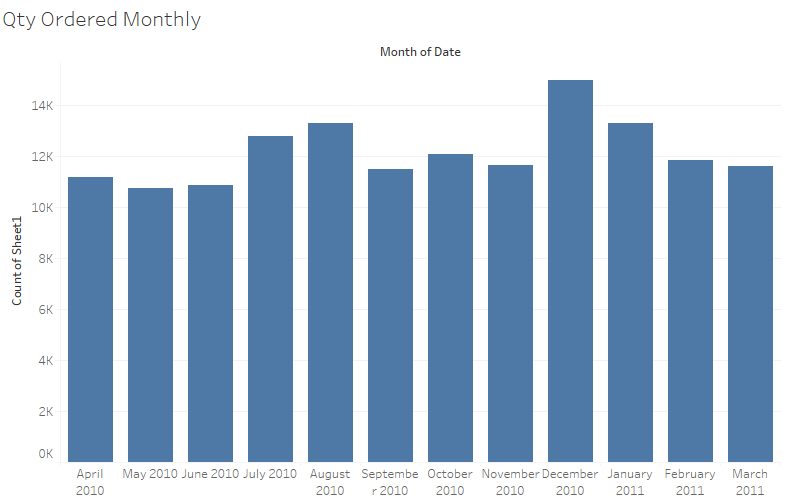 Qty Ordered Monthly
Month of Date
Count of Sheet1
14K
12K
10K
8K
6K
4K
2K
0K
April
2010
May 2010
June 2010
July 2010
August
2010
Septembe
r 2010
October
2010
November
2010
December
2010
January
2011
February
2011
March
2011